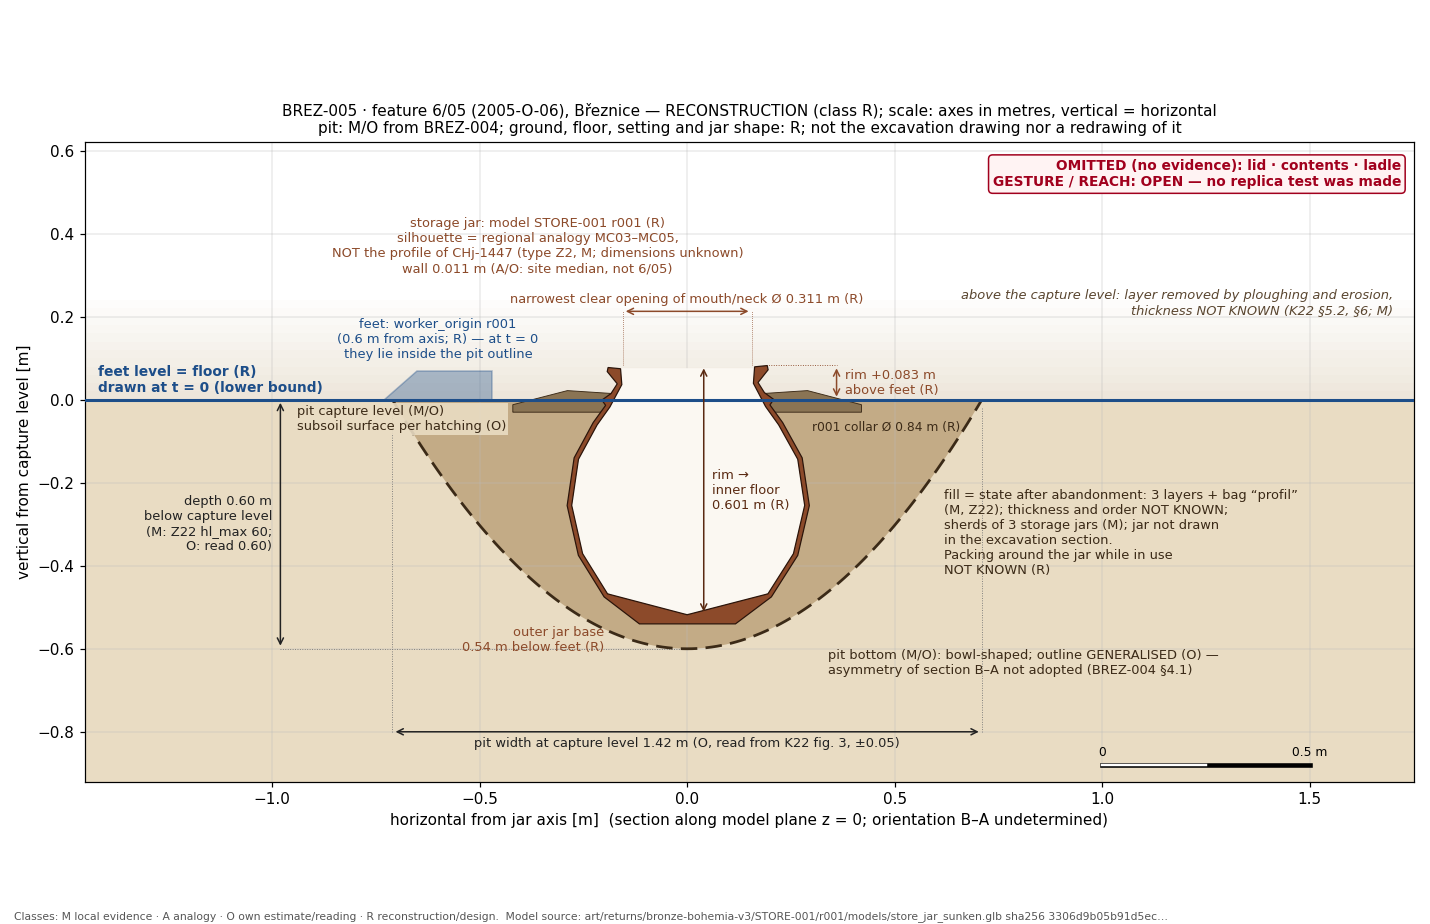 BREZ-005 · feature 6/05 (2005-O-06), Březnice — RECONSTRUCTION (class R); scale: axes in metres, vertical = horizontal
pit: M/O from BREZ-004; ground, floor, setting and jar shape: R; not the excavation drawing nor a redrawing of it
OMITTED (no evidence): lid · contents · ladle
GESTURE / REACH: OPEN — no replica test was made
storage jar: model STORE-001 r001 (R)
silhouette = regional analogy MC03–MC05,
NOT the profile of CHj-1447 (type Z2, M; dimensions unknown)
wall 0.011 m (A/O: site median, not 6/05)
narrowest clear opening of mouth/neck Ø 0.311 m (R)
above the capture level: layer removed by ploughing and erosion,
thickness NOT KNOWN (K22 §5.2, §6; M)
feet: worker_origin r001
(0.6 m from axis; R) — at t = 0
they lie inside the pit outline
feet level = floor (R)
drawn at t = 0 (lower bound)
rim +0.083 m
above feet (R)
pit capture level (M/O)
subsoil surface per hatching (O)
r001 collar Ø 0.84 m (R)
rim →
inner floor
0.601 m (R)
depth 0.60 m
below capture level
(M: Z22 hl_max 60;
O: read 0.60)
fill = state after abandonment: 3 layers + bag “profil”
(M, Z22); thickness and order NOT KNOWN;
sherds of 3 storage jars (M); jar not drawn
in the excavation section.
Packing around the jar while in use
NOT KNOWN (R)
outer jar base
0.54 m below feet (R)
pit bottom (M/O): bowl-shaped; outline GENERALISED (O) —
asymmetry of section B–A not adopted (BREZ-004 §4.1)
pit width at capture level 1.42 m (O, read from K22 fig. 3, ±0.05)
0 0.5 m
vertical from capture level [m]
0.6
0.4
0.2
0.0
−0.2
−0.4
−0.6
−0.8
−1.0 −0.5 0.0 0.5 1.0 1.5
horizontal from jar axis [m] (section along model plane z = 0; orientation B–A undetermined)
Classes: M local evidence · A analogy · O own estimate/reading · R reconstruction/design. Model source: art/returns/bronze-bohemia-v3/STORE-001/r001/models/store_jar_sunken.glb sha256 3306d9b05b91d5ec…